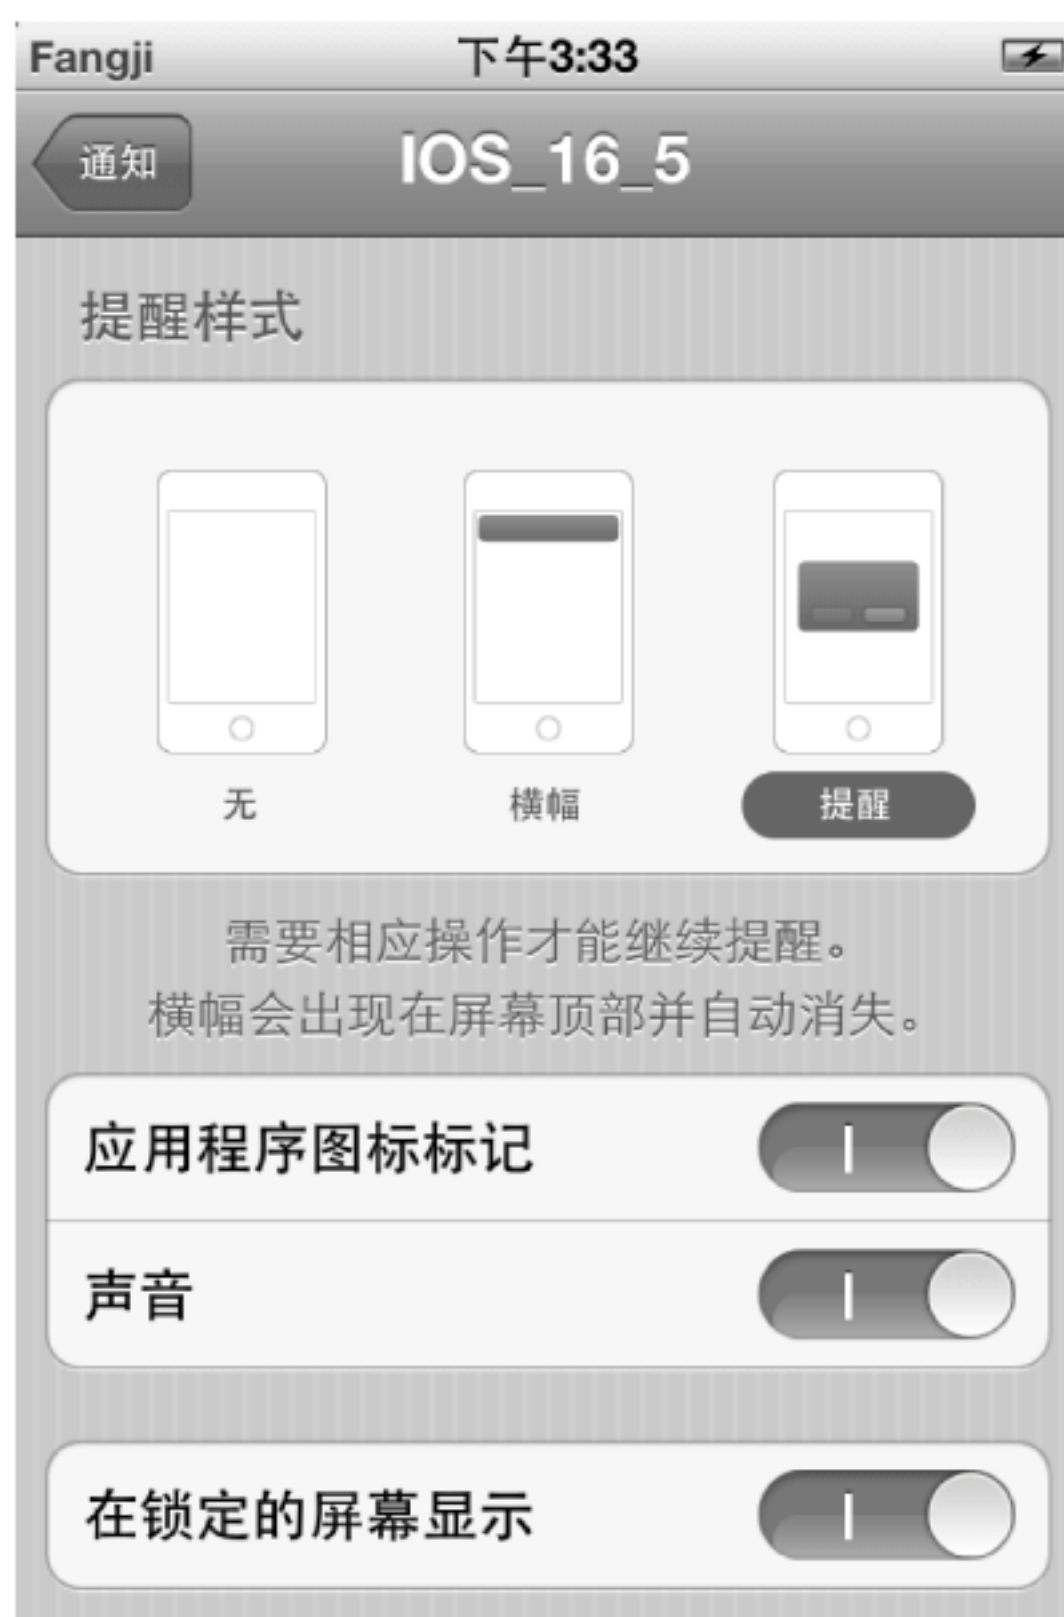 Fangji 下午3:33
通知 IOS_16_5
提醒样式
无 横幅 提醒
需要相应操作才能继续提醒。
横幅会出现在屏幕顶部并自动消失。
应用程序图标标记
声音
在锁定的屏幕显示